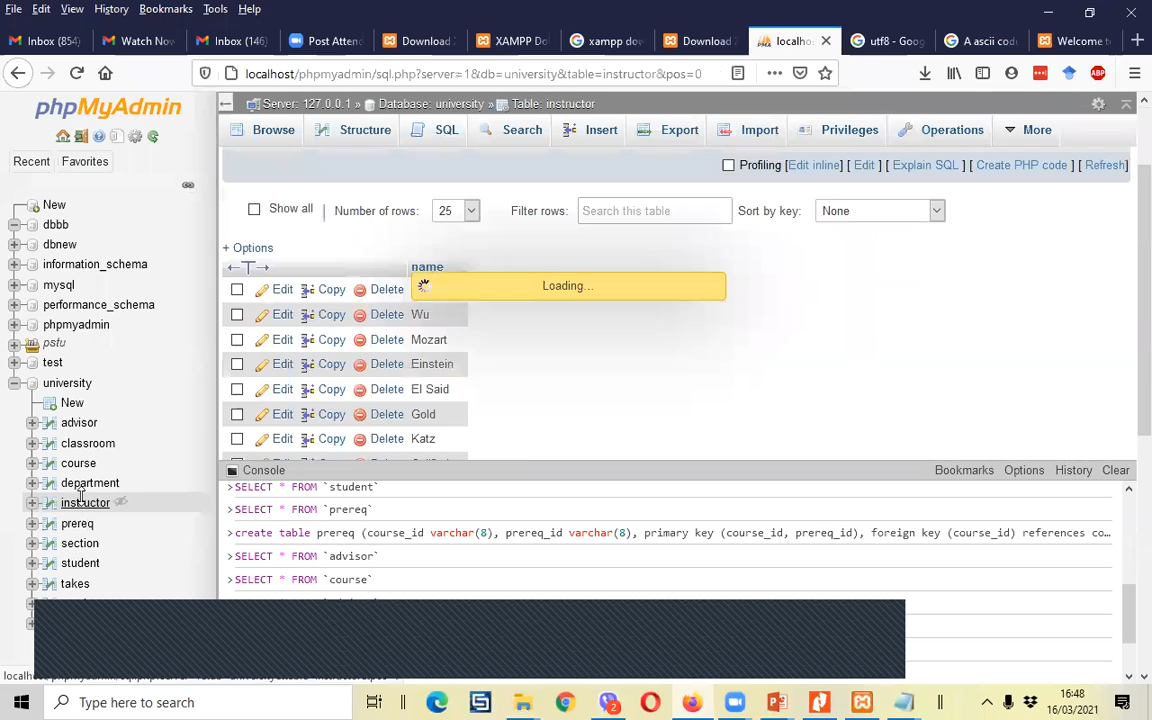 File Edit View History Bookmarks Tools Help
Inbox (854) Watch Now Inbox (146) Post Attend Download XAMPP Do xampp dov Download localho utf8 - Goog A ascii code Welcome to
localhost/phpmyadmin/sql.php?server=1&db=university&table=instructor&pos=0
ABP
phpMyAdmin
Recent Favorites
New
dbbb
dbnew
information_schema
mysql
performance_schema
phpmyadmin
pstu
test
university
New
advisor
classroom
course
department
instructor
prereq
section
student
takes
Server: 127.0.0.1 » Database: university » Table: instructor
Browse Structure SQL Search Insert Export Import Privileges Operations More
Profiling [Edit inline] [ Edit ] [ Explain SQL ] [ Create PHP code ] [ Refresh]
Show all Number of rows: 25 Filter rows: Search this table Sort by key: None
+ Options
←T→ name
Loading...
Edit Copy Delete
Edit Copy Delete Wu
Edit Copy Delete Mozart
Edit Copy Delete Einstein
Edit Copy Delete El Said
Edit Copy Delete Gold
Edit Copy Delete Katz
Console Bookmarks Options History Clear
>SELECT * FROM `student`
>SELECT * FROM `prereq`
>create table prereq (course_id varchar(8), prereq_id varchar(8), primary key (course_id, prereq_id), foreign key (course_id) references co...
>SELECT * FROM `advisor`
>SELECT * FROM `course`
Type here to search
2
16:48
16/03/2021